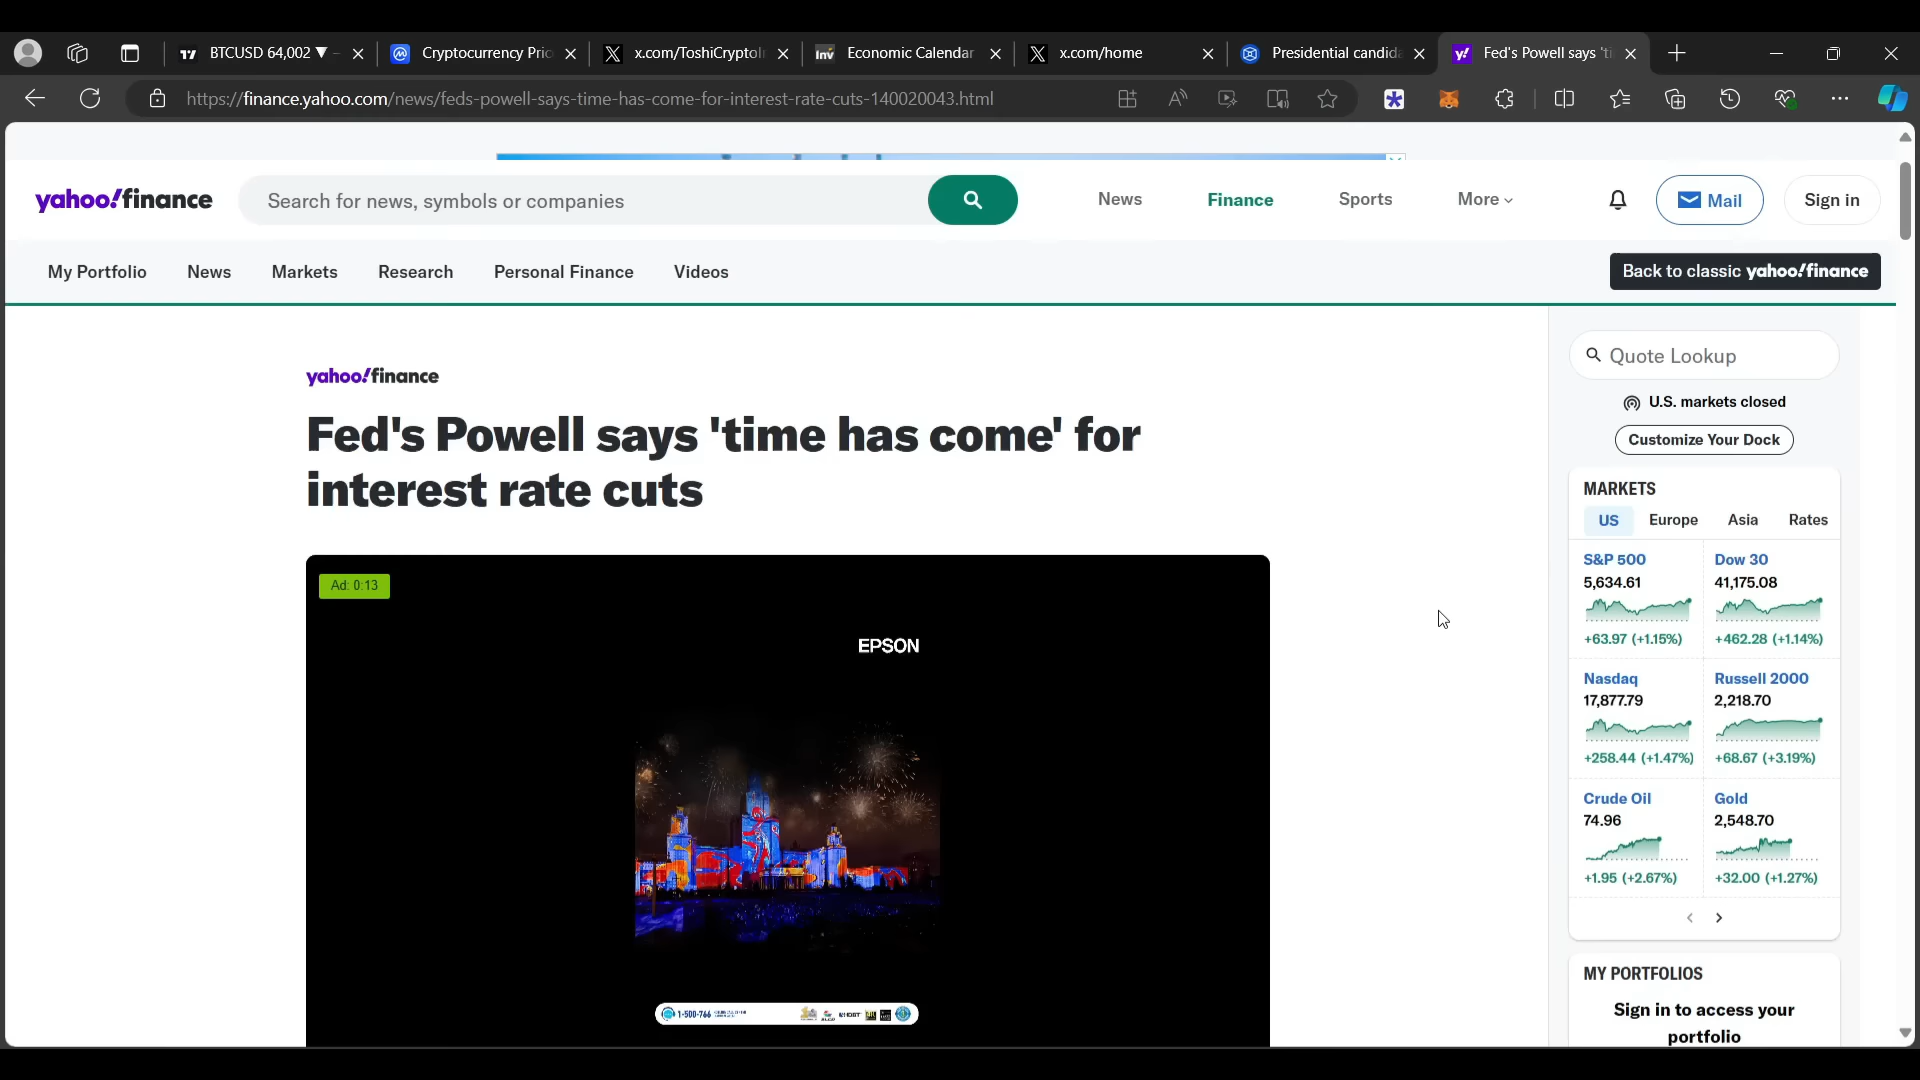 BTCUSD 64,002 ▼
Cryptocurrency Pric
x.com/ToshiCryptoI
Economic Calendar
x.com/home
Presidential candida
Fed's Powell says 'ti
https://finance.yahoo.com/news/feds-powell-says-time-has-come-for-interest-rate-cuts-140020043.html
yahoo!finance
Search for news, symbols or companies
News
Finance
Sports
More
Mail
Sign in
My Portfolio
News
Markets
Research
Personal Finance
Videos
Back to classic yahoo!finance
yahoo!finance
Fed's Powell says 'time has come' for
interest rate cuts
Ad: 0:13
EPSON
1-500-766
Quote Lookup
U.S. markets closed
Customize Your Dock
MARKETS
US Europe Asia Rates
S&P 500 Dow 30
5,634.61 41,175.08
+63.97 (+1.15%) +462.28 (+1.14%)
Nasdaq Russell 2000
17,877.79 2,218.70
+258.44 (+1.47%) +68.67 (+3.19%)
Crude Oil Gold
74.96 2,548.70
+1.95 (+2.67%) +32.00 (+1.27%)
MY PORTFOLIOS
Sign in to access your
portfolio